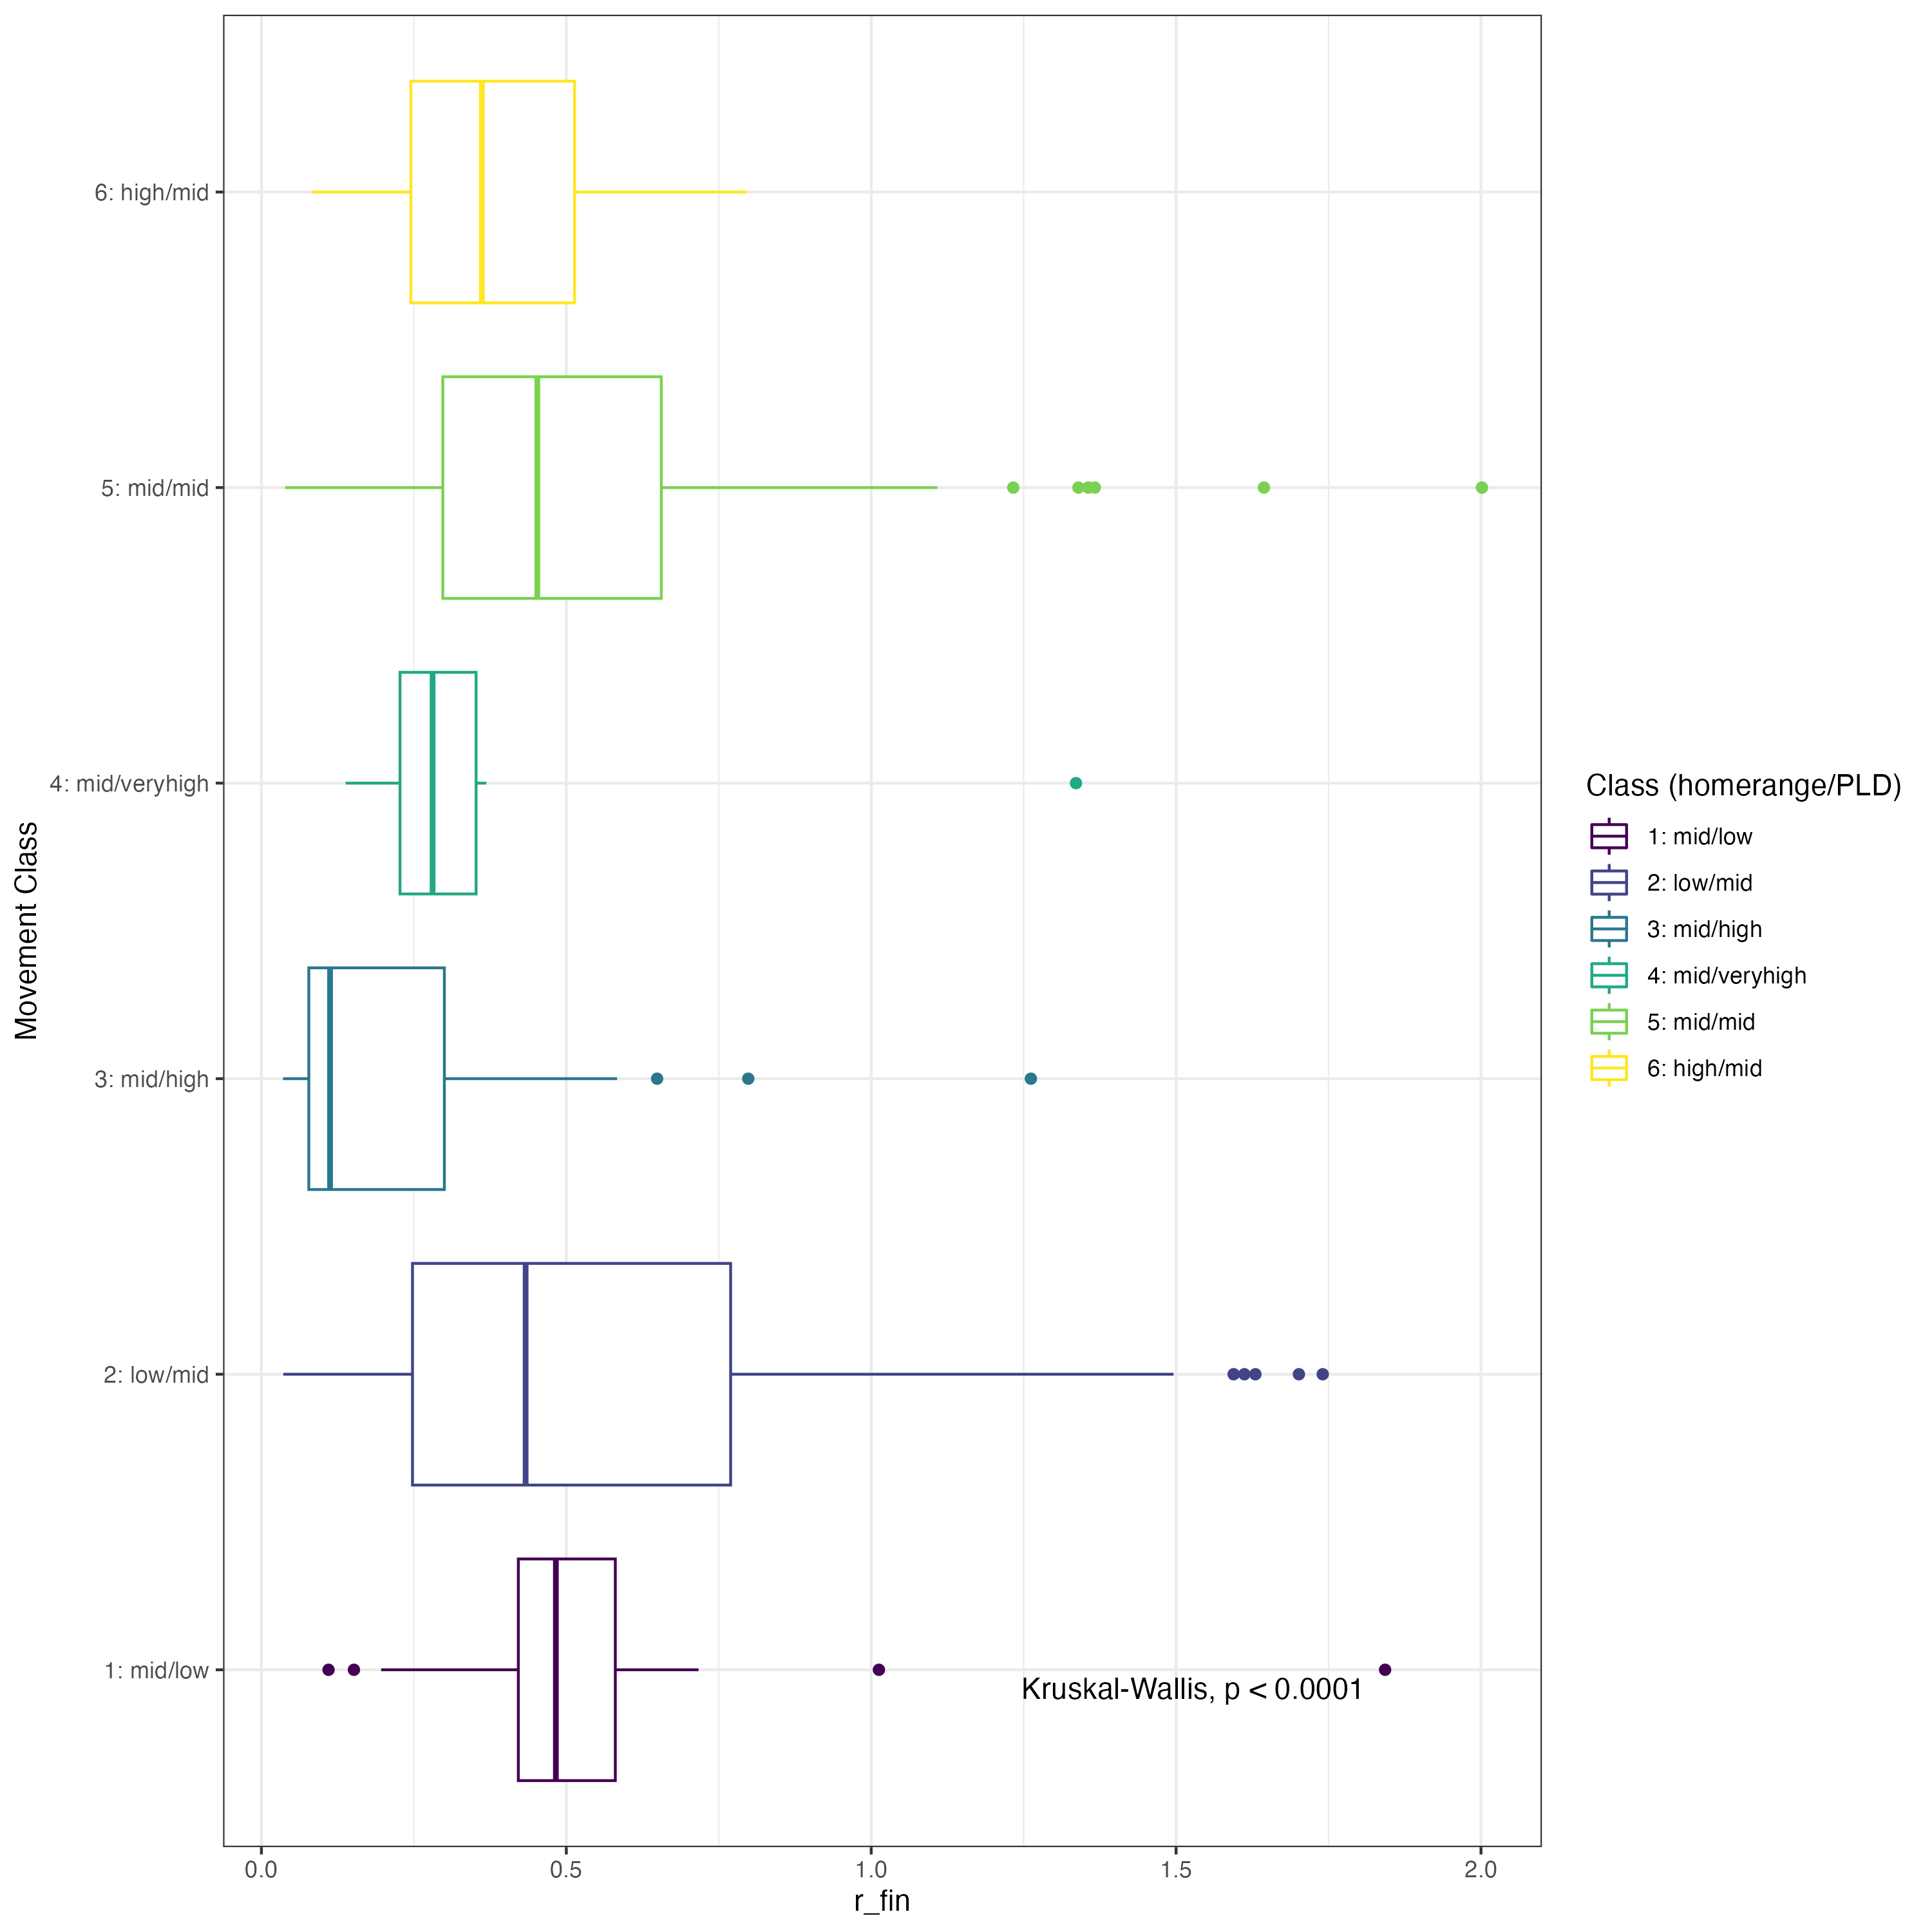 Movement Class
6: high/mid
5: mid/mid
4: mid/veryhigh
3: mid/high
2: low/mid
1: mid/low
Kruskal-Wallis, p < 0.0001
0.0 0.5 1.0 1.5 2.0
r_fin
Class (homerange/PLD)
1: mid/low
2: low/mid
3: mid/high
4: mid/veryhigh
5: mid/mid
6: high/mid